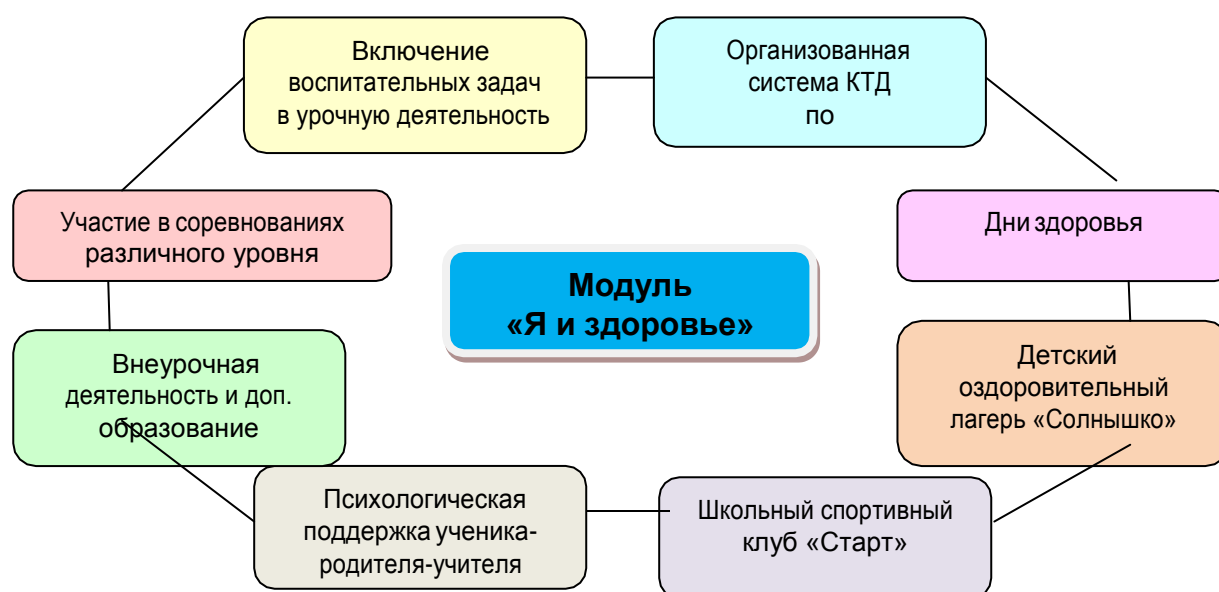 Включение
воспитательных задач
в урочную деятельность
Организованная
система КТД
по
Участие в соревнованиях
различного уровня
Дни здоровья
Модуль
«Я и здоровье»
Внеурочная
деятельность и доп.
образование
Детский
оздоровительный
лагерь «Солнышко»
Психологическая
поддержка ученика-
родителя-учителя
Школьный спортивный
клуб «Старт»